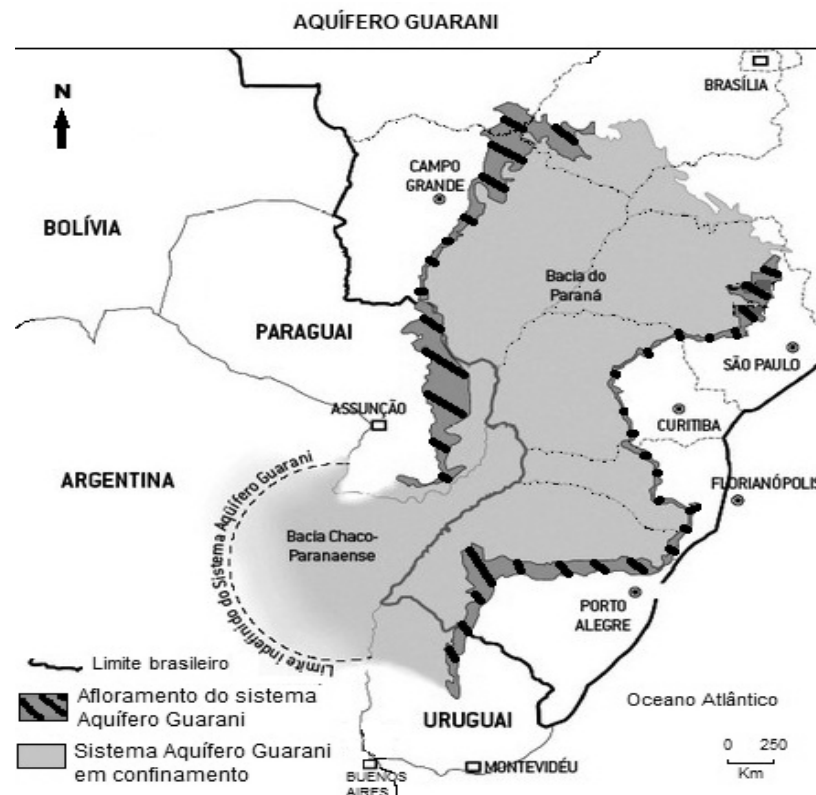 AQUÍFERO GUARANI
BRASÍLIA
N
CAMPO
GRANDE
BOLÍVIA
Bacia do
Paraná
PARAGUAI
SÃO PAULO
ASSUNÇÃO
CURITIBA
ARGENTINA
FLORIANÓPOLIS
Limite indefinido do Sistema Aqüífero Guarani
Bacia Chaco-
Paranaense
PORTO
ALEGRE
Limite brasileiro
Afloramento do sistema
Aquífero Guarani
Oceano Atlântico
URUGUAI
Sistema Aquífero Guarani
em confinamento
0 250
Km
BUENOS
AIRES
MONTEVIDÉU